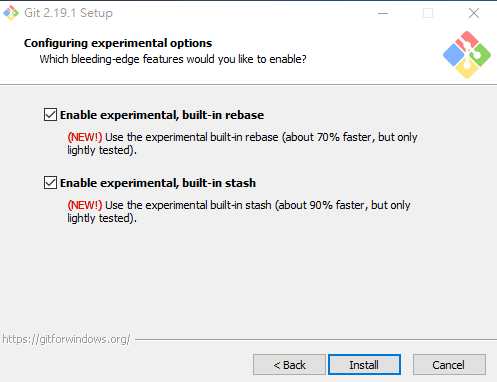 Git 2.19.1 Setup
Configuring experimental options
Which bleeding-edge features would you like to enable?
Enable experimental, built-in rebase
(NEW!) Use the experimental built-in rebase (about 70% faster, but only
lightly tested).
Enable experimental, built-in stash
(NEW!) Use the experimental built-in stash (about 90% faster, but only
lightly tested).
https://gitforwindows.org/
< Back
Install
Cancel